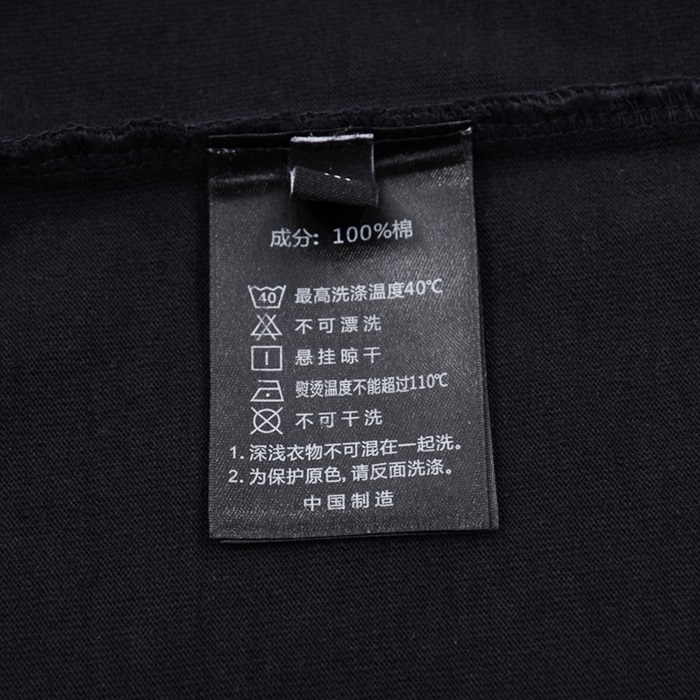 成分: 100%棉
40 最高洗涤温度40℃
不可漂洗
悬挂晾干
熨烫温度不能超过110℃
不可干洗
1. 深浅衣物不可混在一起洗。
2. 为保护原色,请反面洗涤。
中国制造